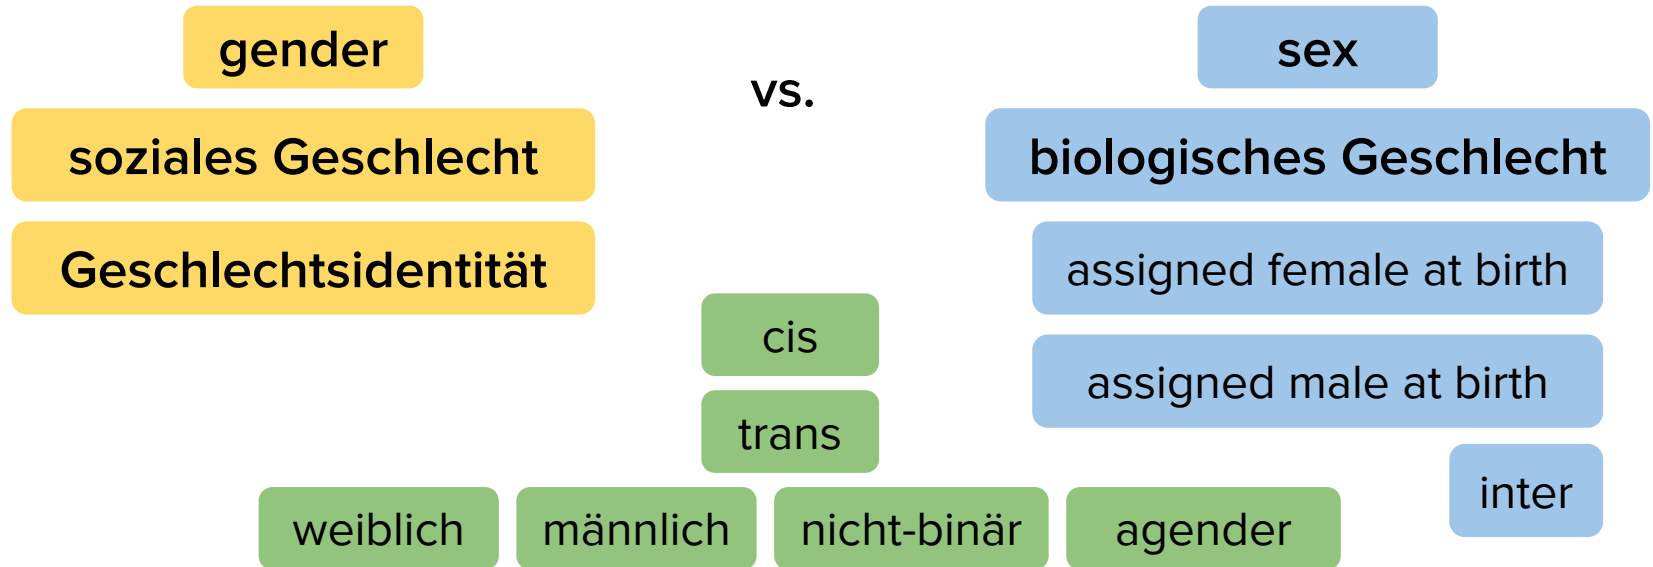 gender
vs.
sex
soziales Geschlecht
biologisches Geschlecht
Geschlechtsidentität
assigned female at birth
cis
assigned male at birth
trans
inter
weiblich
männlich
nicht-binär
agender